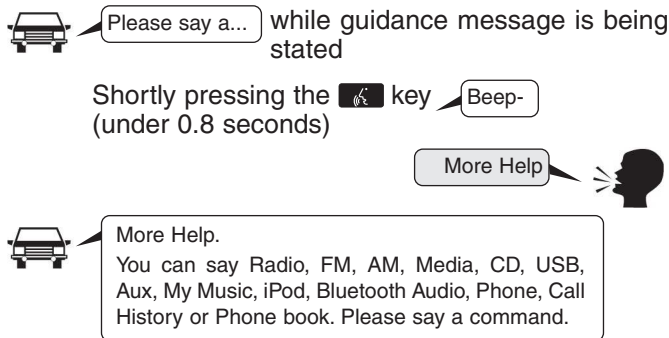 Please say a... while guidance message is being
stated
Shortly pressing the key Beep-
(under 0.8 seconds)
More Help
More Help.
You can say Radio, FM, AM, Media, CD, USB,
Aux, My Music, iPod, Bluetooth Audio, Phone, Call
History or Phone book. Please say a command.